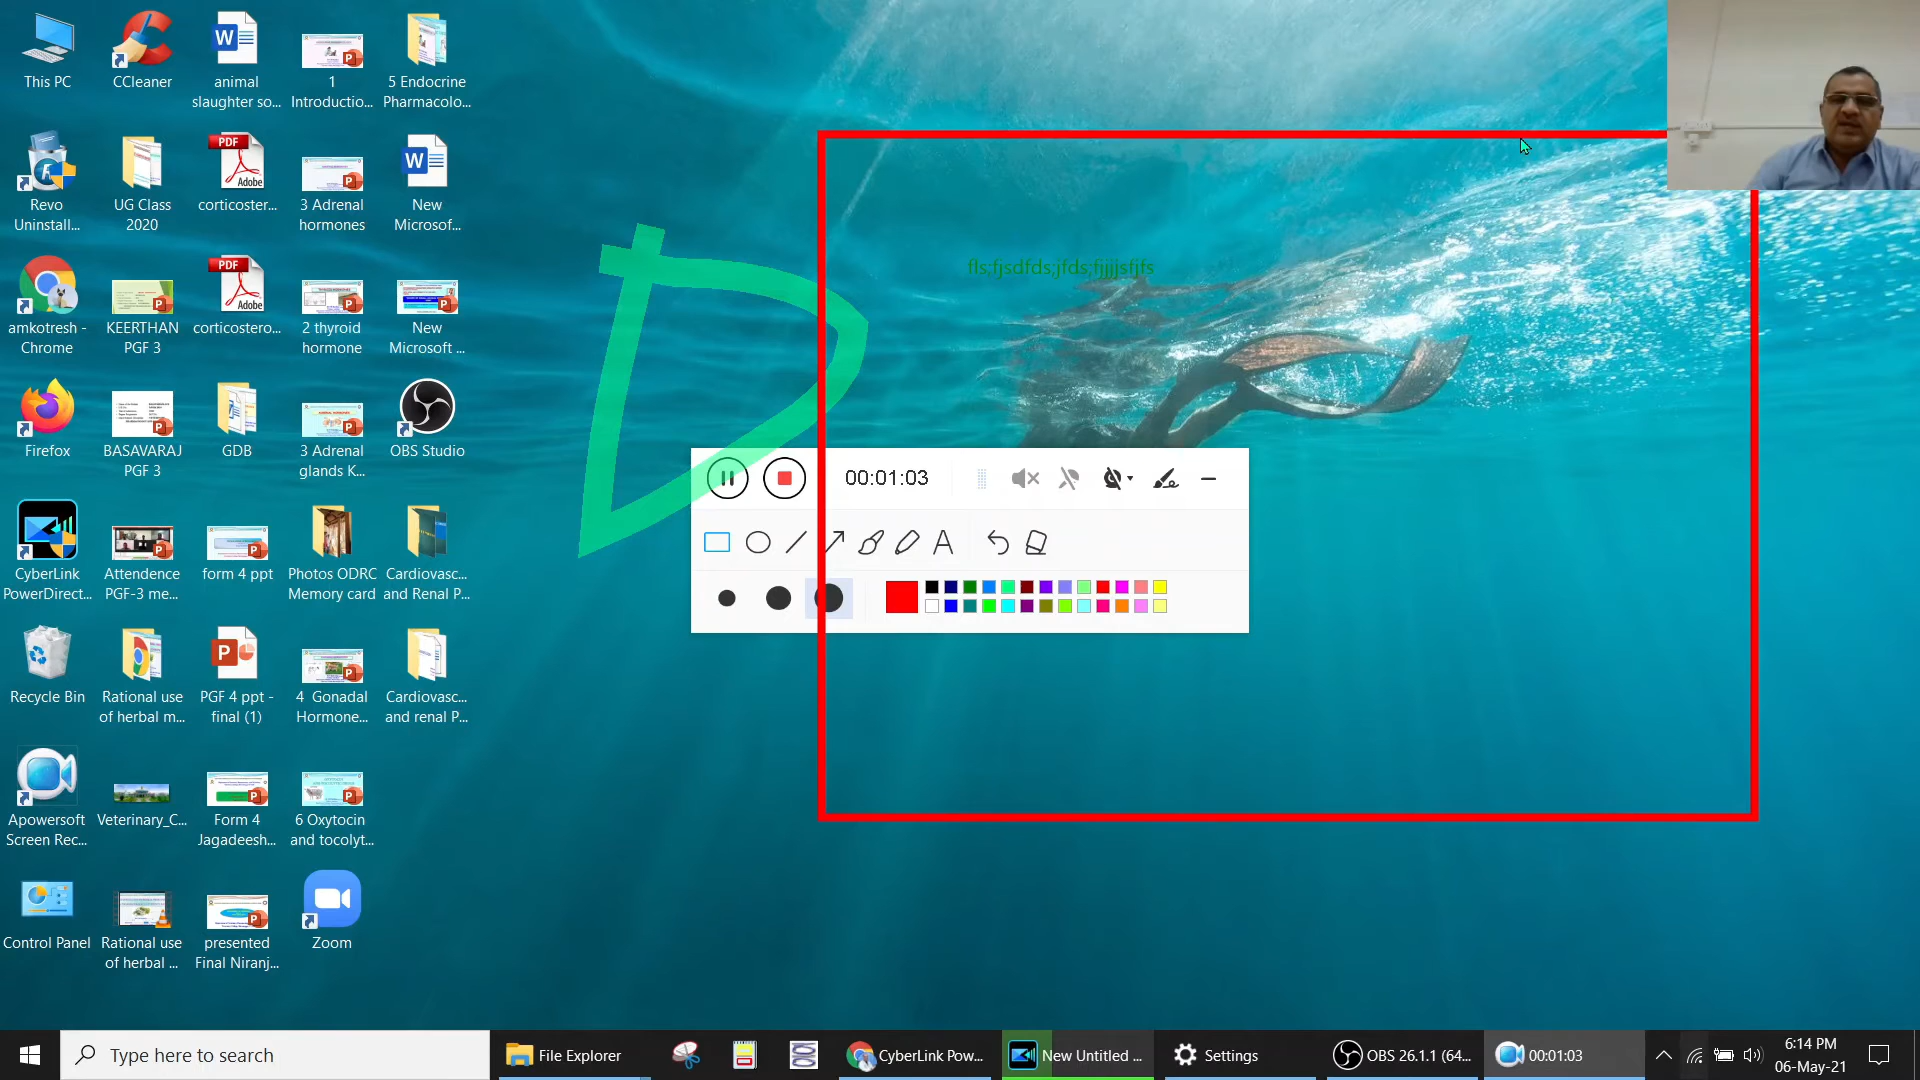 This PC
CCleaner
animal
slaughter so...
1
Introductio...
5 Endocrine
Pharmacolo...
Revo
Uninstall...
UG Class
2020
PDF
Adobe
corticoster...
3 Adrenal
hormones
New
Microsof...
amkotresh -
Chrome
KEERTHAN
PGF 3
PDF
Adobe
corticostero...
2 thyroid
hormone
New
Microsoft ...
Firefox
BASAVARAJ
PGF 3
GDB
3 Adrenal
glands K...
OBS Studio
CyberLink
PowerDirect...
Attendence
PGF-3 me...
form 4 ppt
Photos ODRC
Memory card
Cardiovasc...
and Renal P...
Recycle Bin
Rational use
of herbal m...
PGF 4 ppt -
final (1)
4 Gonadal
Hormone...
Cardiovasc...
and renal P...
Apowersoft
Screen Rec...
Veterinary_C...
Form 4
Jagadeesh...
6 Oxytocin
and tocolyt...
Control Panel
Rational use
of herbal ...
presented
Final Niranj...
Zoom
fls;fjsdfds;jfds;fjjjjsfjfs
00:01:03
A
Type here to search
File Explorer
CyberLink Pow...
New Untitled ...
Settings
OBS 26.1.1 (64...
00:01:03
6:14 PM
06-May-21